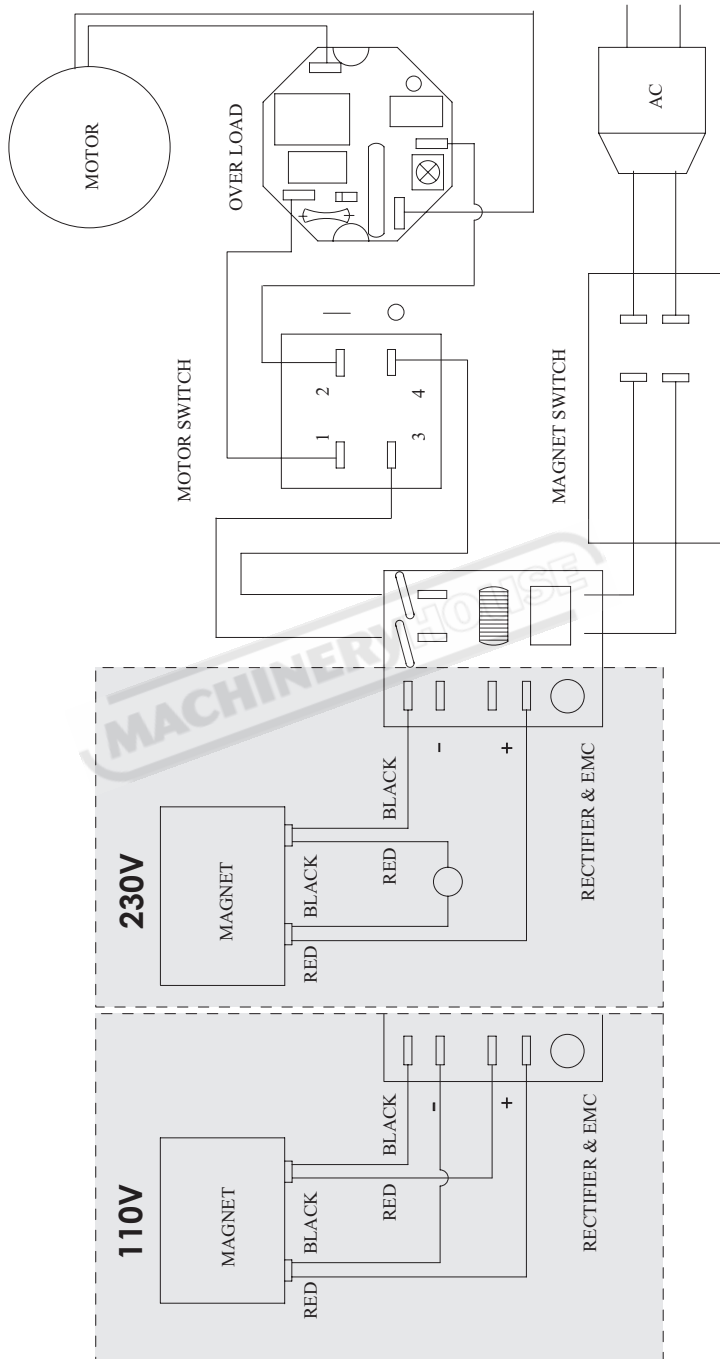 MOTOR
OVER LOAD
AC
MOTOR SWITCH
1
2
3
4
MAGNET SWITCH
MACHINERYHOUSE
230V
MAGNET
RED
BLACK
RED
BLACK
-
+
RECTIFIER & EMC
110V
MAGNET
RED
BLACK
RED
BLACK
-
+
RECTIFIER & EMC